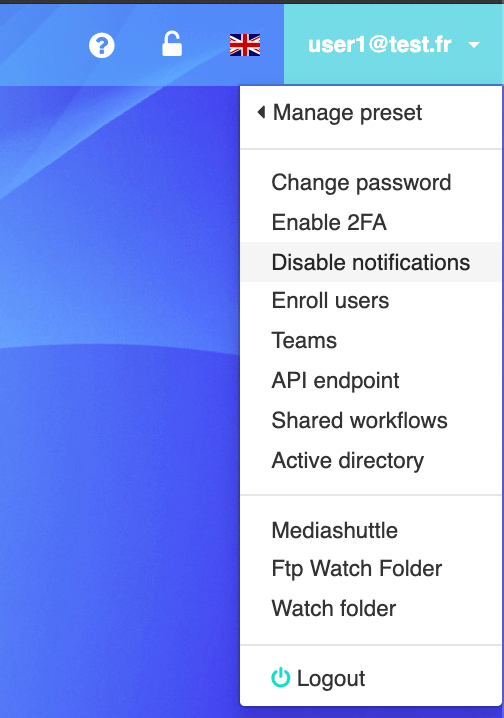 user1@test.fr
Manage preset
Change password
Enable 2FA
Disable notifications
Enroll users
Teams
API endpoint
Shared workflows
Active directory
Mediashuttle
Ftp Watch Folder
Watch folder
Logout